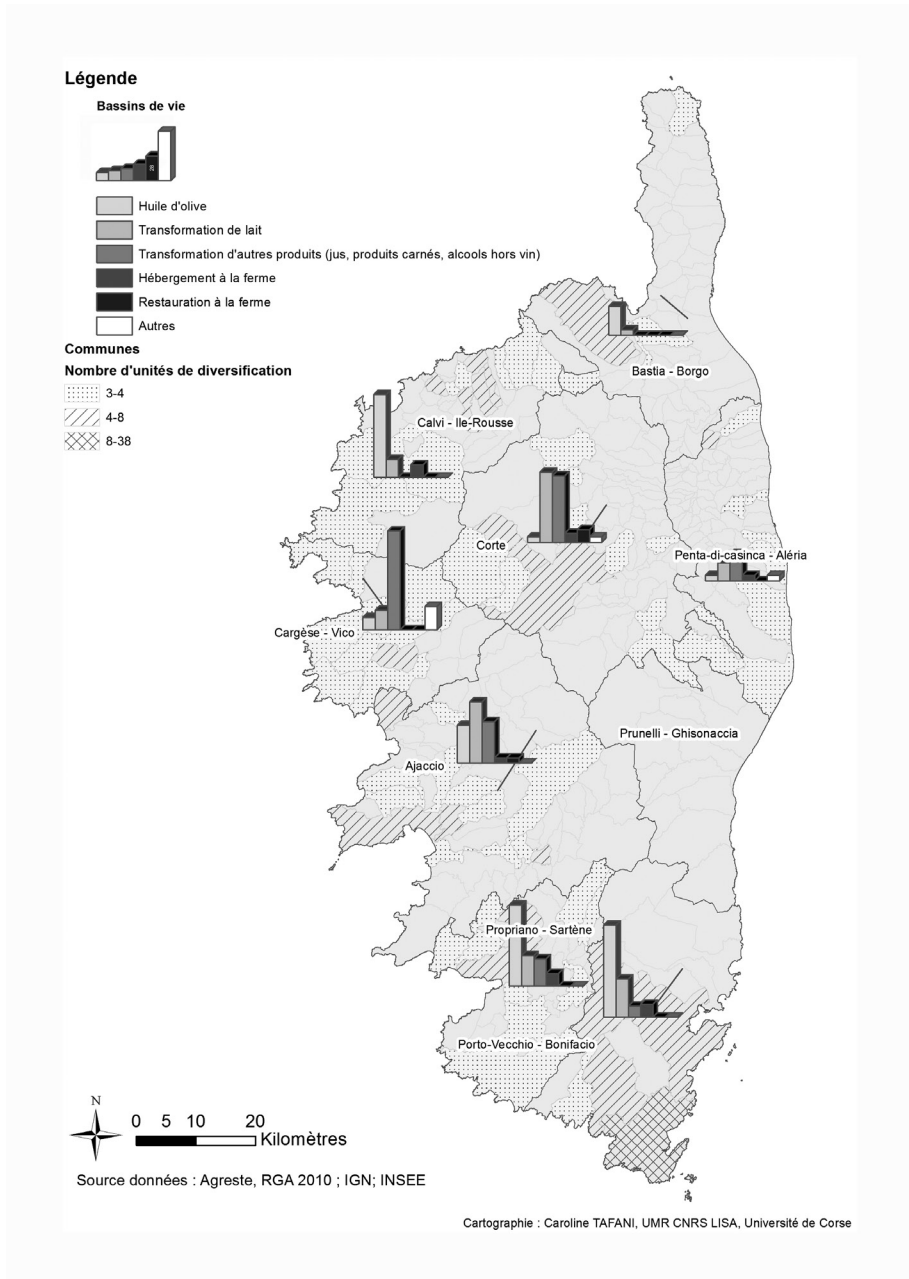 Légende
Bassins de vie
28
Huile d'olive
Transformation de lait
Transformation d'autres produits (jus, produits carnés, alcools hors vin)
Hébergement à la ferme
Restauration à la ferme
Autres
Communes
Nombre d'unités de diversification
3-4
4-8
8-38
Bastia - Borgo
Calvi - Ile-Rousse
Corte
Penta-di-casinca - Aléria
Cargèse - Vico
Prunelli - Ghisonaccia
Ajaccio
Propriano - Sartène
Porto-Vecchio - Bonifacio
N
0 5 10 20
Kilomètres
Source données : Agreste, RGA 2010 ; IGN; INSEE
Cartographie : Caroline TAFANI, UMR CNRS LISA, Université de Corse